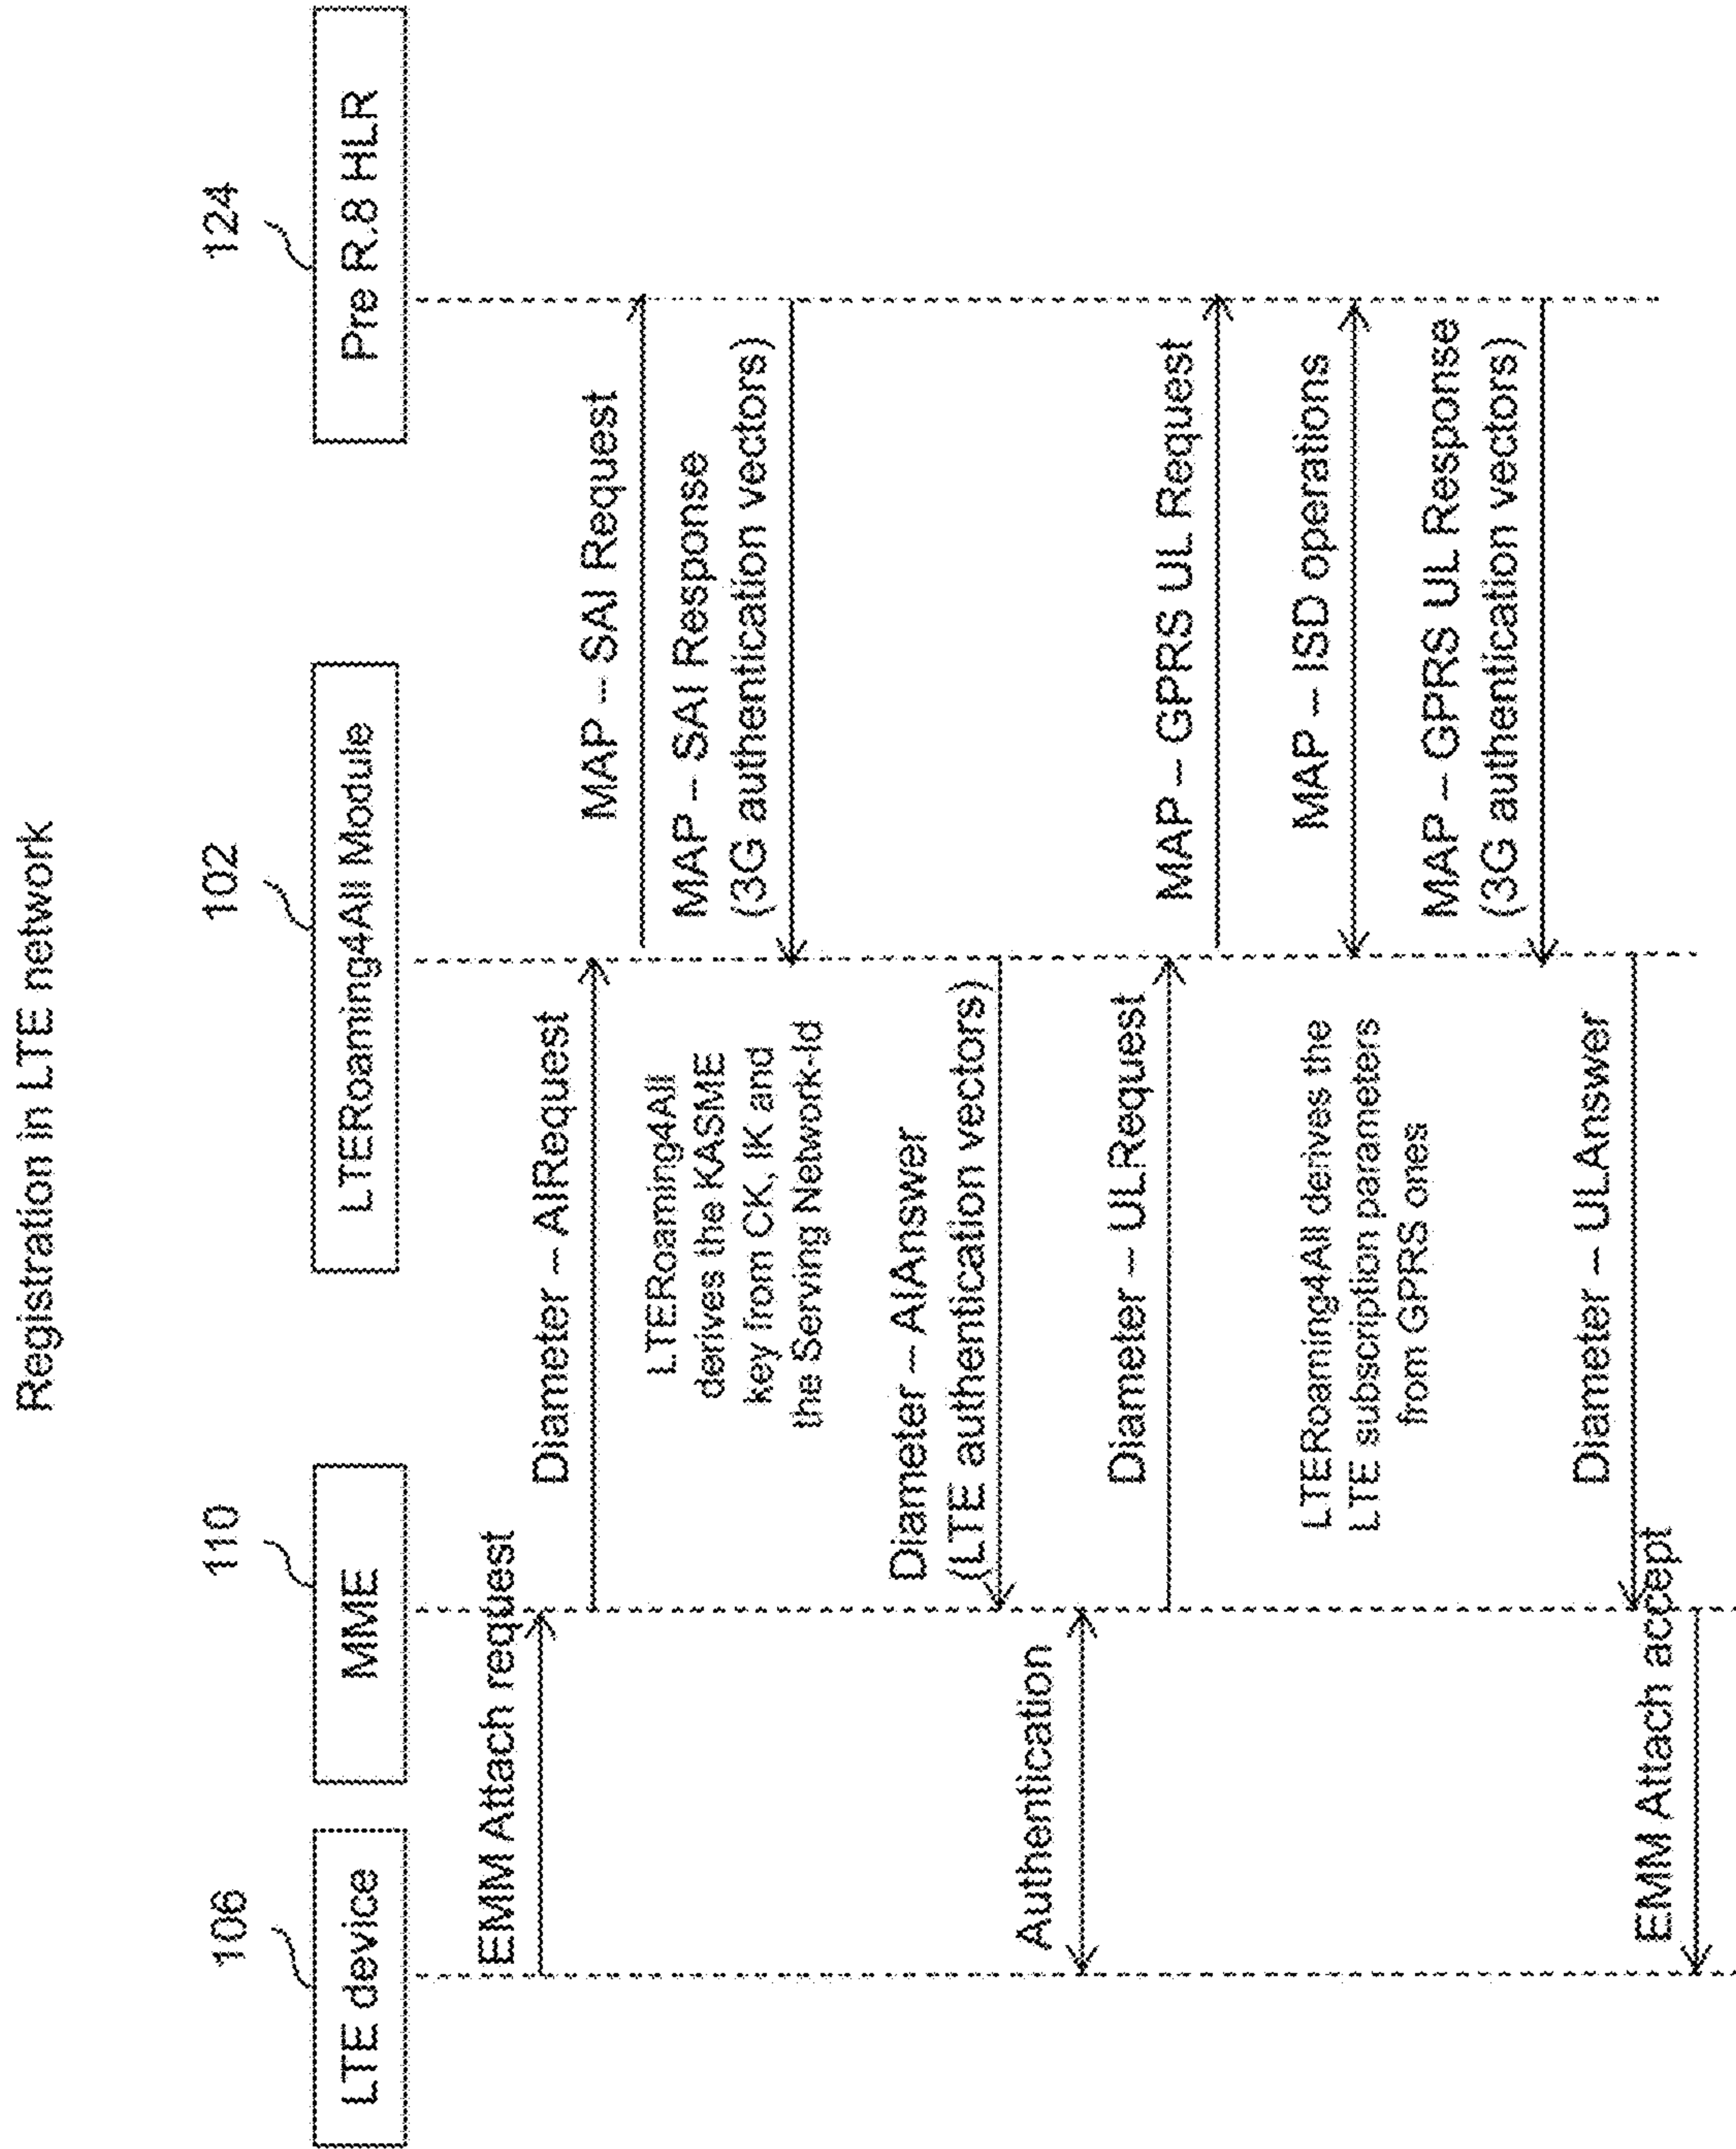 Registration in LTE network
106
110
102
124
LTE device
MME
LTERoaming4All Module
Pre R.8 HLR
EMM Attach request
Diameter – AIRequest
MAP – SAI Request
LTERoaming4All
derives the KASME
key from CK, IK and
the Serving Network-Id
MAP – SAI Response
(3G authentication vectors)
Diameter – AIAnswer
(LTE authentication vectors)
Authentication
Diameter – ULRequest
MAP – GPRS UL Request
LTERoaming4All derives the
LTE subscription parameters
from GPRS ones
MAP – ISD operations
MAP – GPRS UL Response
(3G authentication vectors)
Diameter – ULAnswer
EMM Attach accept